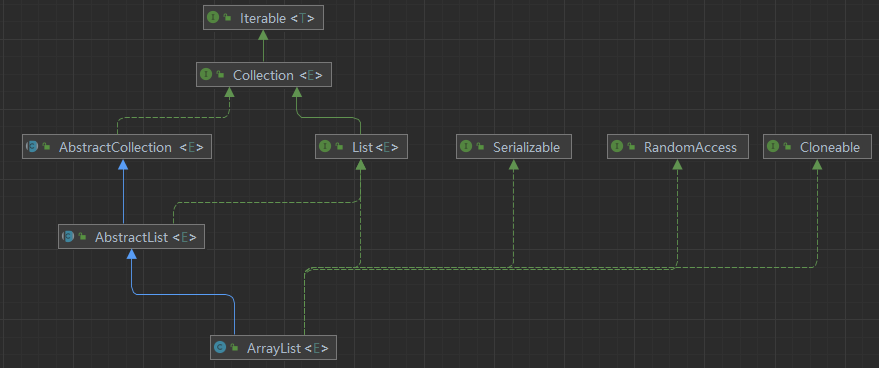 I Iterable <T>
I Collection <E>
C AbstractCollection <E>
I List <E>
I Serializable
I RandomAccess
I Cloneable
C AbstractList <E>
C ArrayList <E>